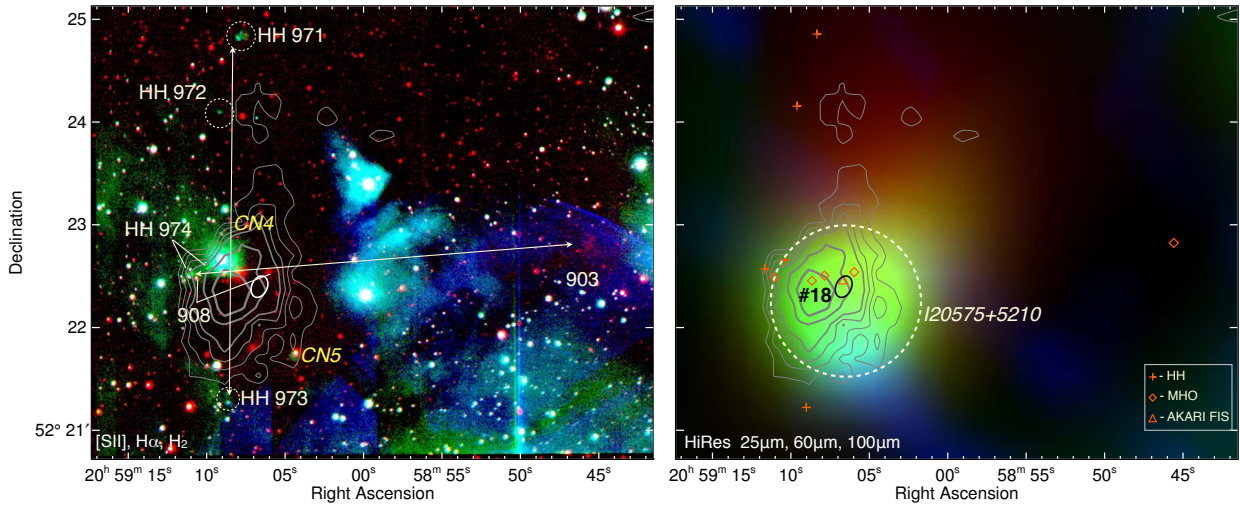 25
24
23
22
52° 21′
Declination
HH 971
HH 972
CN4
HH 974
903
908
CN5
HH 973
[SII], Hα, H₂
20ʰ 59ᵐ 15ˢ 10ˢ 05ˢ 00ˢ 58ᵐ 55ˢ 50ˢ 45ˢ
Right Ascension
#18
I20575+5210
- HH
- MHO
- AKARI FIS
HiRes 25μm, 60μm, 100μm
20ʰ 59ᵐ 15ˢ 10ˢ 05ˢ 00ˢ 58ᵐ 55ˢ 50ˢ 45ˢ
Right Ascension